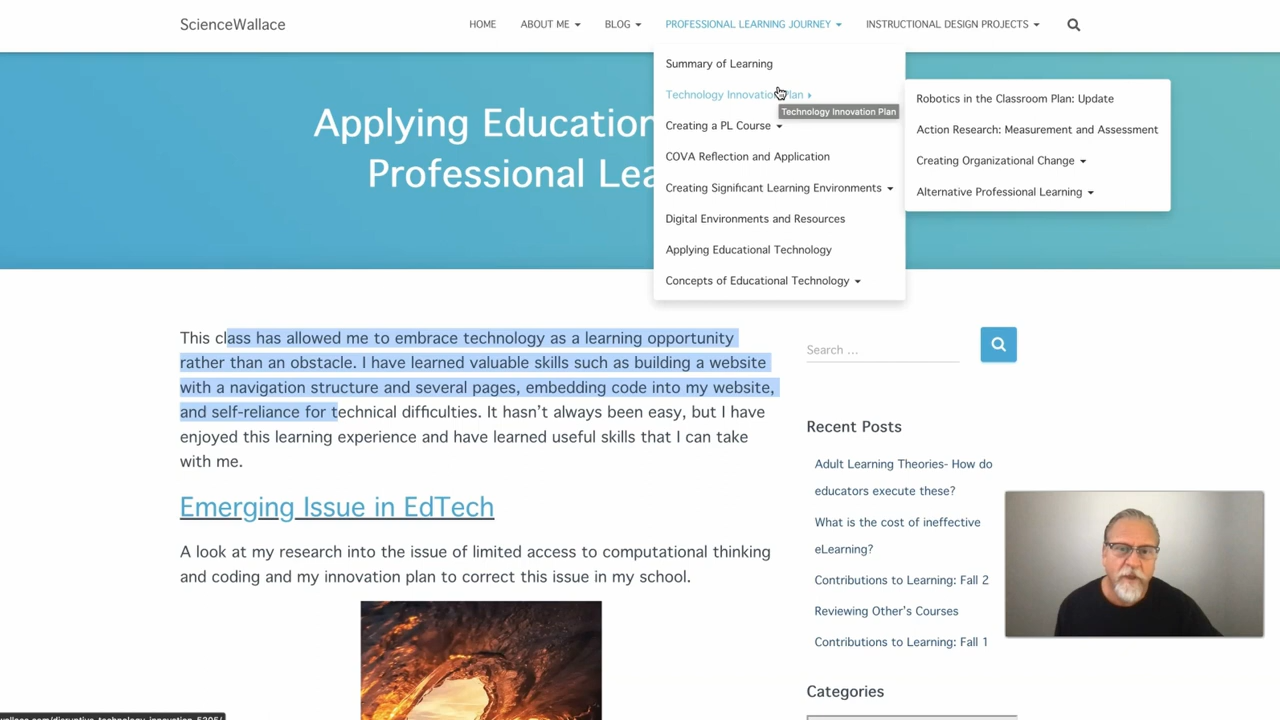 ScienceWallace
HOME
ABOUT ME
BLOG
PROFESSIONAL LEARNING JOURNEY
INSTRUCTIONAL DESIGN PROJECTS
Summary of Learning
Technology Innovation Plan
Technology Innovation Plan
Creating a PL Course
COVA Reflection and Application
Creating Significant Learning Environments
Digital Environments and Resources
Applying Educational Technology
Concepts of Educational Technology
Robotics in the Classroom Plan: Update
Action Research: Measurement and Assessment
Creating Organizational Change
Alternative Professional Learning
Applying Education
Professional Lea
This class has allowed me to embrace technology as a learning opportunity
rather than an obstacle. I have learned valuable skills such as building a website
with a navigation structure and several pages, embedding code into my website,
and self-reliance for technical difficulties. It hasn't always been easy, but I have
enjoyed this learning experience and have learned useful skills that I can take
with me.
Emerging Issue in EdTech
A look at my research into the issue of limited access to computational thinking
and coding and my innovation plan to correct this issue in my school.
Search …
Recent Posts
Adult Learning Theories- How do
educators execute these?
What is the cost of ineffective
eLearning?
Contributions to Learning: Fall 2
Reviewing Other's Courses
Contributions to Learning: Fall 1
Categories